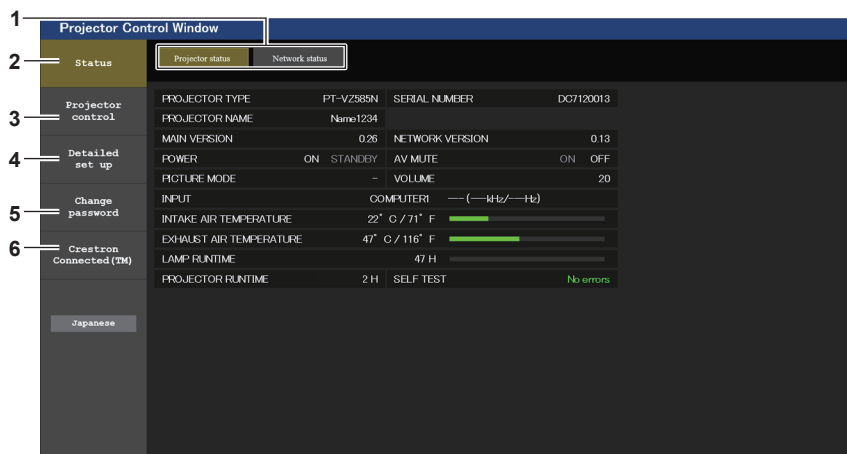 1
Projector Control Window
2
Status
Projector status Network status
3
Projector
control
4
Detailed
set up
5
Change
password
6
Crestron
Connected(TM)
Japanese
PROJECTOR TYPE PT-VZ585N SERIAL NUMBER DC7120013
PROJECTOR NAME Name1234
MAIN VERSION 0.26 NETWORK VERSION 0.13
POWER ON STANDBY AV MUTE ON OFF
PICTURE MODE - VOLUME 20
INPUT COMPUTER1 ---(---kHz/---Hz)
INTAKE AIR TEMPERATURE 22° C / 71° F
EXHAUST AIR TEMPERATURE 47° C / 116° F
LAMP RUNTIME 47 H
PROJECTOR RUNTIME 2 H SELF TEST No errors